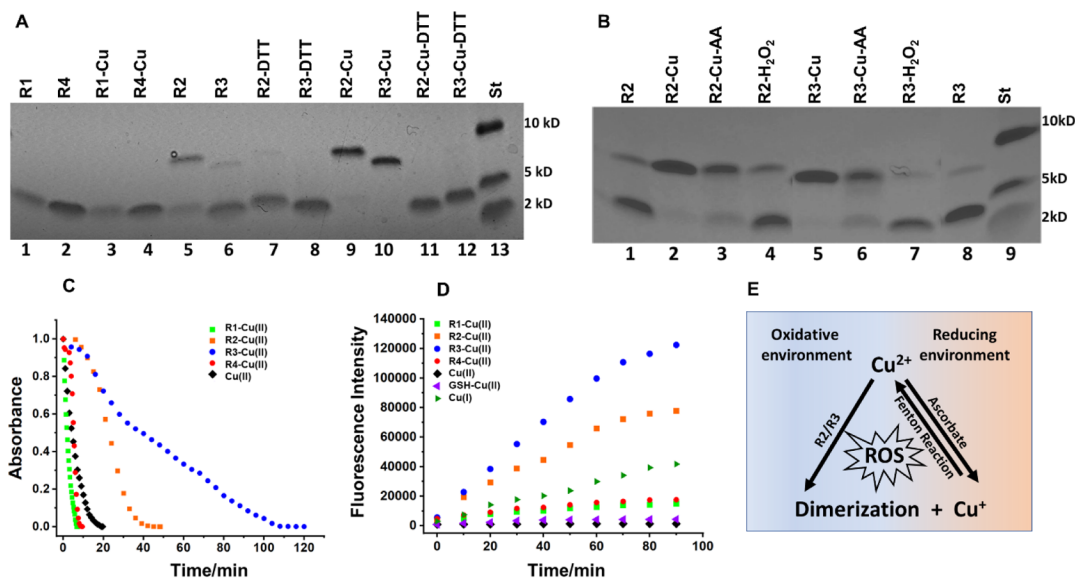 A
R1
R4
R1-Cu
R4-Cu
R2
R3
R2-DTT
R3-DTT
R2-Cu
R3-Cu
R2-Cu-DTT
R3-Cu-DTT
St
10 kD
5 kD
2 kD
1 2 3 4 5 6 7 8 9 10 11 12 13
B
R2
R2-Cu
R2-Cu-AA
R2-H₂O₂
R3-Cu
R3-Cu-AA
R3-H₂O₂
R3
St
10kD
5kD
2kD
1 2 3 4 5 6 7 8 9
C
Absorbance
1.0
0.8
0.6
0.4
0.2
0.0
R1-Cu(II)
R2-Cu(II)
R3-Cu(II)
R4-Cu(II)
Cu(II)
0 20 40 60 80 100 120
Time/min
D
Fluorescence Intensity
140000
120000
100000
80000
60000
40000
20000
0
R1-Cu(II)
R2-Cu(II)
R3-Cu(II)
R4-Cu(II)
Cu(II)
GSH-Cu(II)
Cu(I)
0 20 40 60 80 100
Time/min
E
Oxidative
environment
Reducing
environment
Cu²⁺
R2/R3
ROS
Fenton Reaction
Ascorbate
Dimerization + Cu⁺